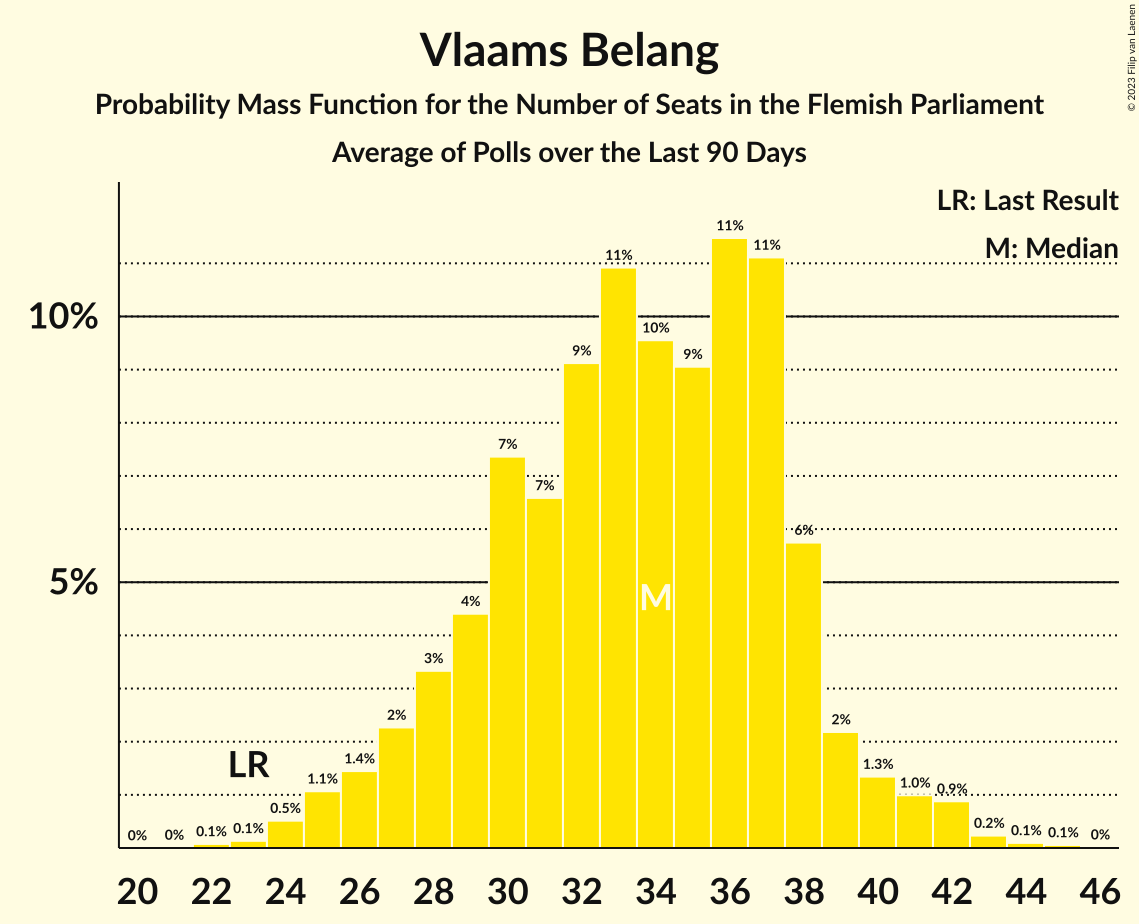 © 2023 Filip van Laenen
Vlaams Belang
Probability Mass Function for the Number of Seats in the Flemish Parliament
Average of Polls over the Last 90 Days
LR: Last Result
M: Median
10%
5%
0% 0% 0.1% 0.1% 0.5% 1.1% 1.4% 2% 3% 4% 7% 7% 9% 11% 10% 9% 11% 11% 6% 2% 1.3% 1.0% 0.9% 0.2% 0.1% 0.1% 0%
LR
M
20 22 24 26 28 30 32 34 36 38 40 42 44 46